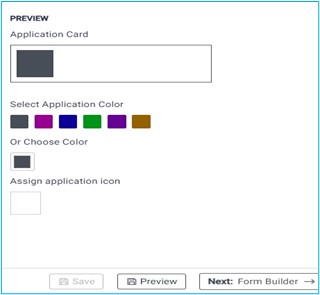 PREVIEW
Application Card
Select Application Color
Or Choose Color
Assign application icon
Save Preview Next: Form Builder →